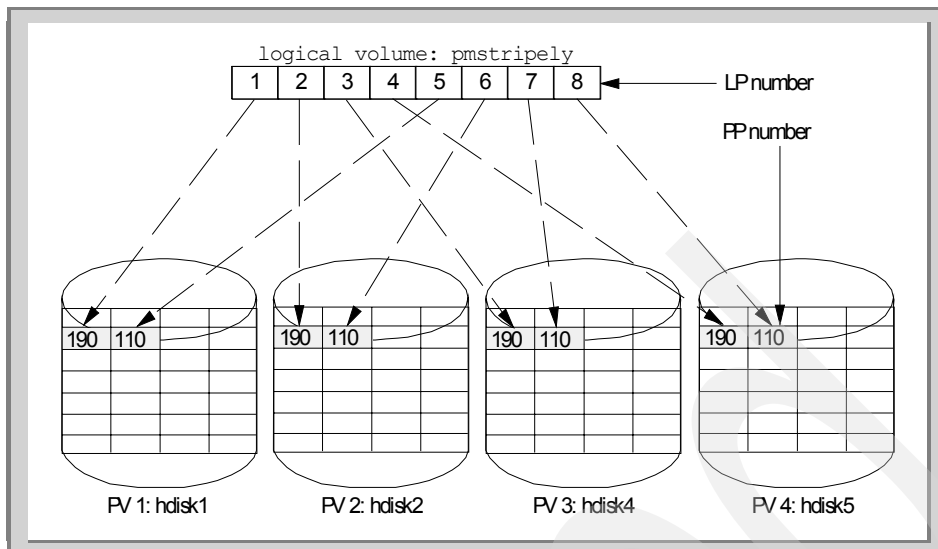 logical volume: pmstripely
1 2 3 4 5 6 7 8
LP number
PP number
190 110
190 110
190 110
190 110
PV 1: hdisk1
PV 2: hdisk2
PV 3: hdisk4
PV 4: hdisk5